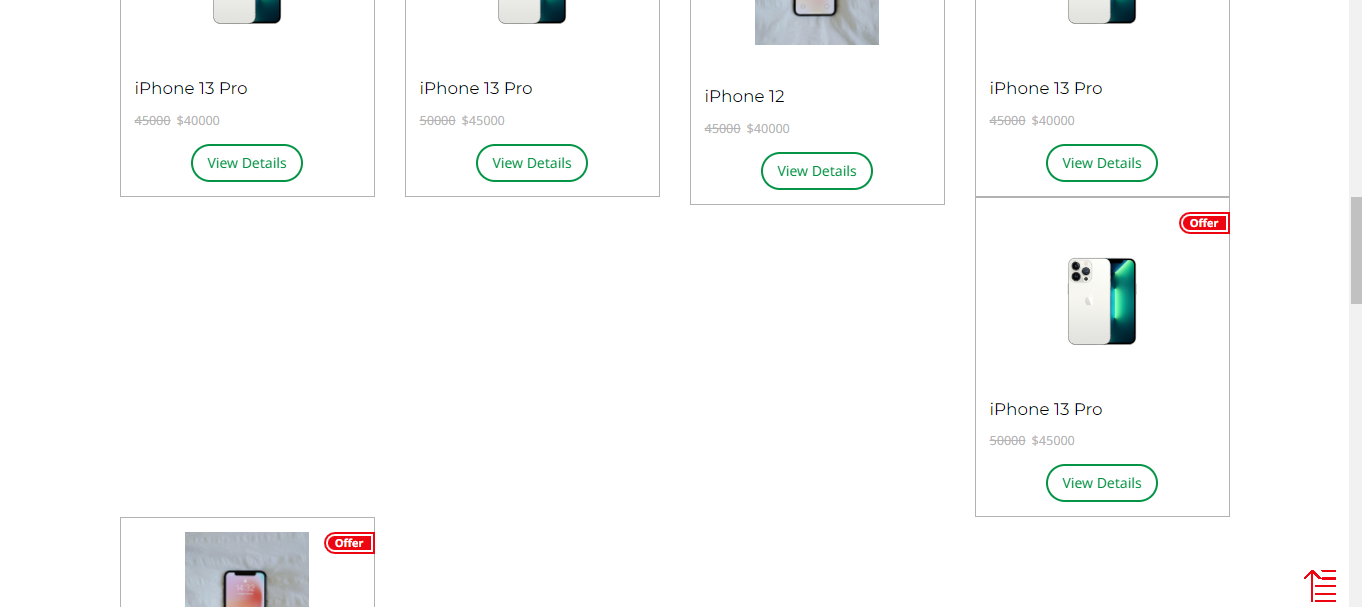 iPhone 13 Pro
45000 $40000
View Details
iPhone 13 Pro
50000 $45000
View Details
iPhone 12
45000 $40000
View Details
iPhone 13 Pro
45000 $40000
View Details
Offer
iPhone 13 Pro
50000 $45000
View Details
Offer